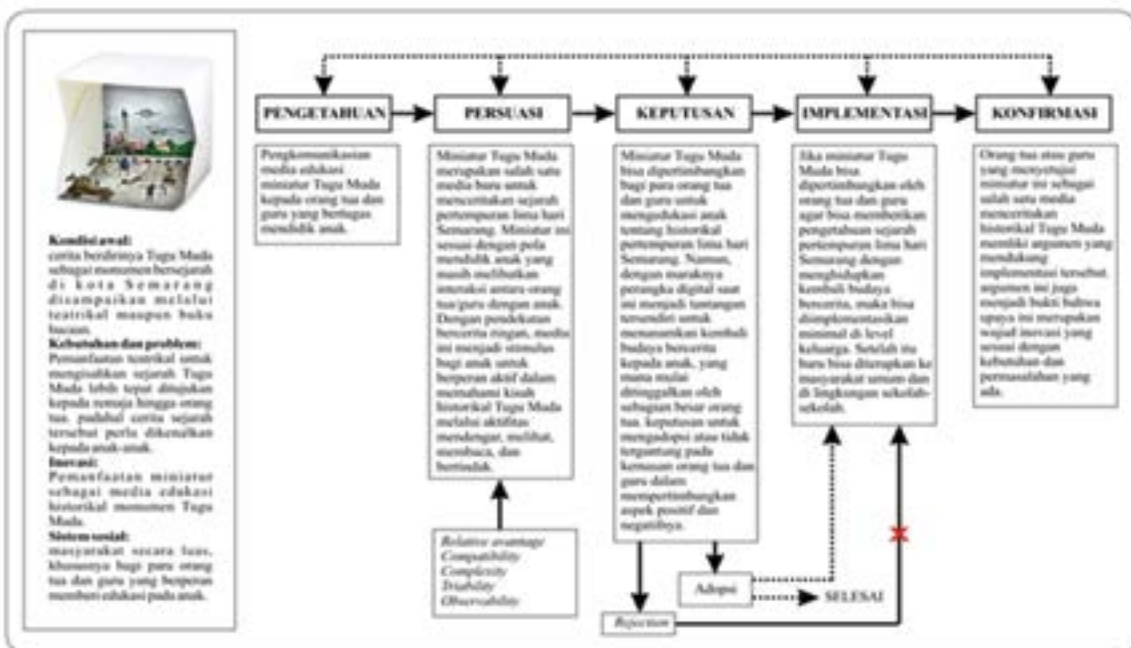 Kondisi awal:
cerita berdirinya Tugu Muda
sebagai monumen bersejarah
di kota Semarang
disampaikan melalui
teatrikal maupun buku
bacaan.
Kebutuhan dan problem:
Pemanfaatan teatrikal untuk
mengisahkan sejarah Tugu
Muda lebih tepat ditujukan
kepada remaja hingga orang
tua, padahal cerita sejarah
tersebut perlu dikenalkan
kepada anak-anak.
Inovasi:
Pemanfaatan miniatur
sebagai media edukasi
historikal monumen Tugu
Muda.
Sistem sosial:
masyarakat secara luas,
khususnya bagi para orang
tua dan guru yang berperan
memberi edukasi pada anak.
PENGETAHUAN
Pengkomunikasian
media edukasi
miniatur Tugu Muda
kepada orang tua dan
guru yang bertugas
mendidik anak.
PERSUASI
Miniatur Tugu Muda
merupakan salah satu
media baru untuk
menceritakan sejarah
pertempuran lima hari
Semarang. Miniatur ini
sesuai dengan pola
mendidik anak yang
masih melibatkan
interaksi antara orang
tua/guru dengan anak.
Dengan pendekatan
bercerita ringan, media
ini menjadi stimulus
bagi anak untuk
berperan aktif dalam
memahami kisah
historikal Tugu Muda
melalui aktifitas
mendengar, melihat,
membaca, dan
bertindak.
Relative avantage
Compatibility
Complexity
Triability
Observability
KEPUTUSAN
Miniatur Tugu Muda
bisa dipertimbangkan
bagi para orang tua
dan guru untuk
mengedukasi anak
tentang historikal
pertempuran lima hari
Semarang. Namun,
dengan maraknya
perangka digital saat
ini menjadi tantangan
tersendiri untuk
menanamkan kembali
budaya bercerita
kepada anak, yang
mana mulai
ditinggalkan oleh
sebagian besar orang
tua. keputusan untuk
mengadopsi atau tidak
tergantung pada
kemauan orang tua dan
guru dalam
mempertimbangkan
aspek positif dan
negatifnya.
Adopsi
SELESAI
Rejection
IMPLEMENTASI
Jika miniatur Tugu
Muda bisa
dipertimbangkan oleh
orang tua dan guru
agar bisa memberikan
pengetahuan sejarah
pertempuran lima hari
Semarang dengan
menghidupkan
kembali budaya
bercerita, maka bisa
diimplementasikan
minimal di level
keluarga. Setelah itu
baru bisa diterapkan ke
masyarakat umum dan
di lingkungan sekolah-
sekolah.
KONFIRMASI
Orang tua atau guru
yang menyetujui
miniatur ini sebagai
salah satu media
menceritakan
historikal Tugu Muda
memliki argumen yang
mendukung
implementasi tersebut.
argumen ini juga
menjadi bukti bahwa
upaya ini merupakan
wujud inovasi yang
sesuai dengan
kebutuhan dan
permasalahan yang
ada.